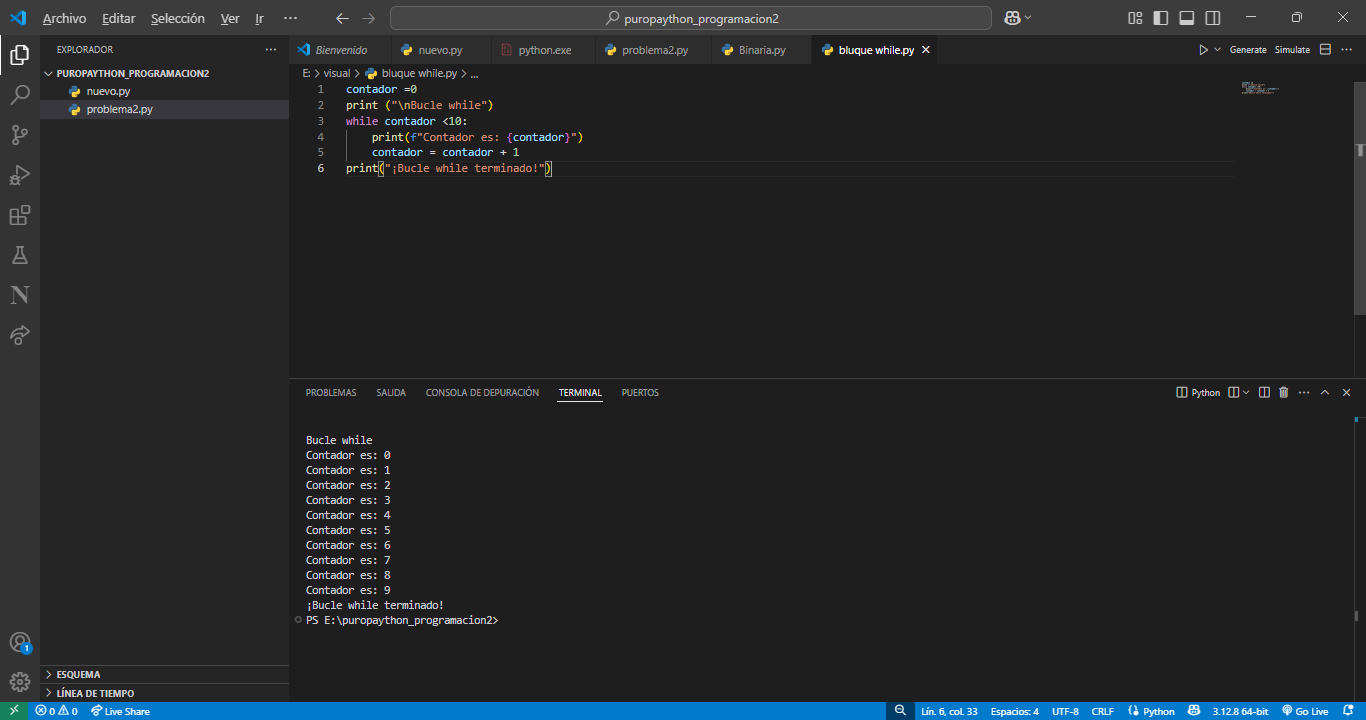 Archivo Editar Selección Ver Ir ··· puropaython_programacion2
EXPLORADOR ···
PUROPAYTHON_PROGRAMACION2
nuevo.py
problema2.py
ESQUEMA
LÍNEA DE TIEMPO
Bienvenido nuevo.py python.exe problema2.py Binaria.py bluque while.py Generate Simulate ···
E: > visual > bluque while.py > ...
1 contador =0
2 print ("\nBucle while")
3 while contador <10:
4 print(f"Contador es: {contador}")
5 contador = contador + 1
6 print("¡Bucle while terminado!")
PROBLEMAS SALIDA CONSOLA DE DEPURACIÓN TERMINAL PUERTOS Python ···
Bucle while
Contador es: 0
Contador es: 1
Contador es: 2
Contador es: 3
Contador es: 4
Contador es: 5
Contador es: 6
Contador es: 7
Contador es: 8
Contador es: 9
¡Bucle while terminado!
PS E:\puropaython_programacion2>
1
0 0 Live Share Lín. 6, col. 33 Espacios: 4 UTF-8 CRLF Python 3.12.8 64-bit Go Live